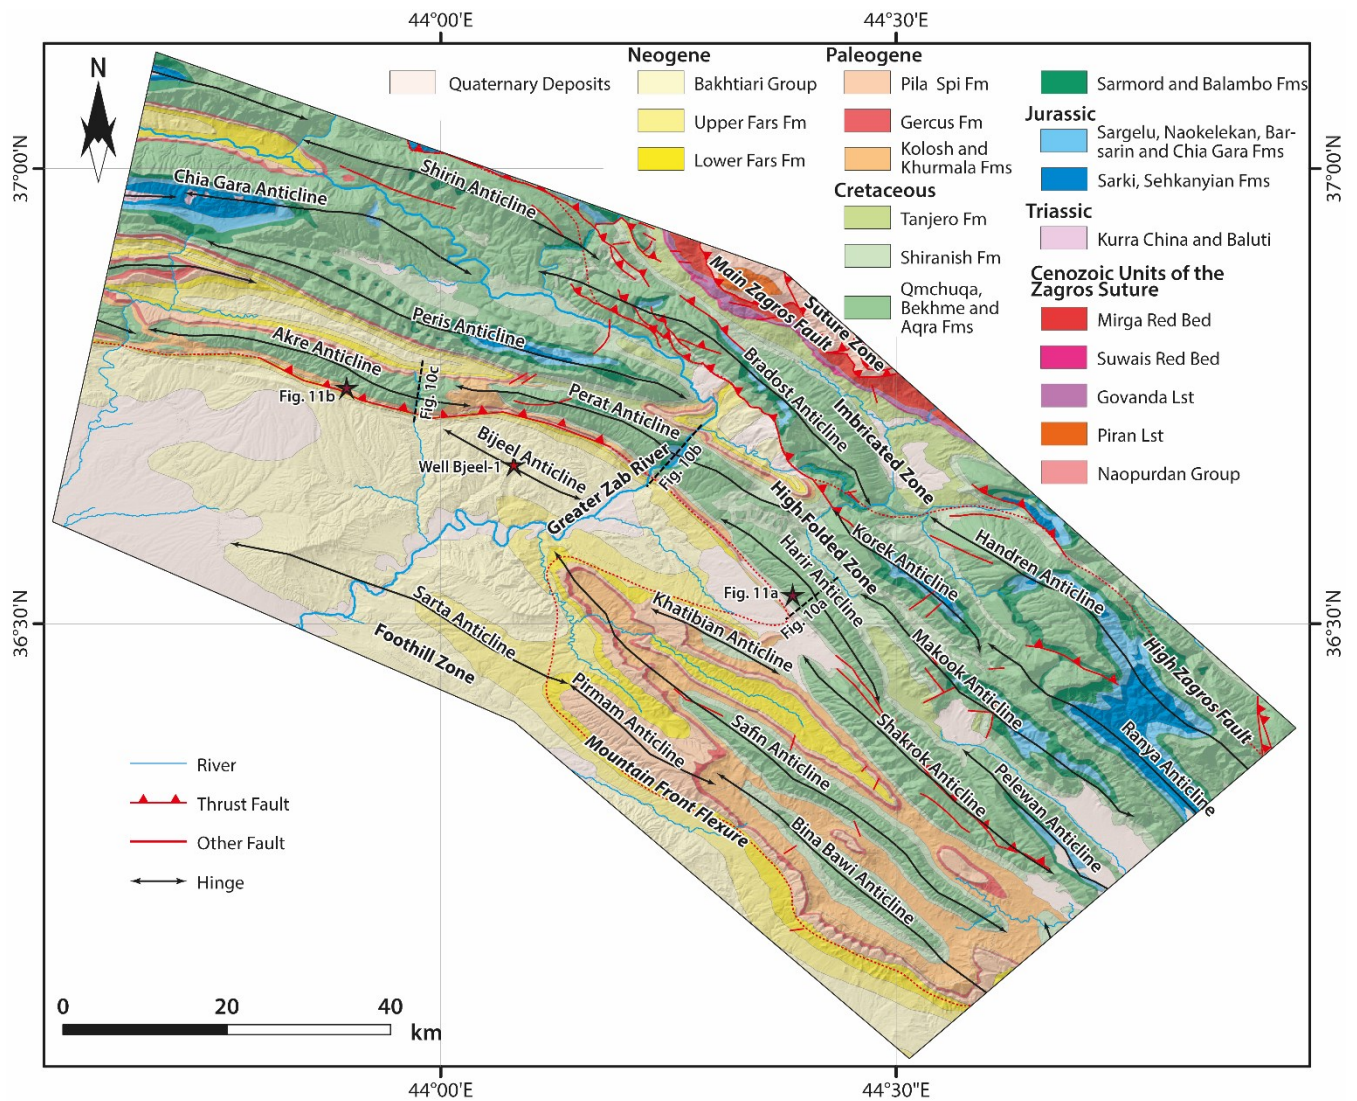 44°00'E
44°30'E
N
37°00'N
37°00'N
36°30'N
36°30'N
Quaternary Deposits
Neogene
Bakhtiari Group
Upper Fars Fm
Lower Fars Fm
Paleogene
Pila Spi Fm
Gercus Fm
Kolosh and
Khurmala Fms
Cretaceous
Tanjero Fm
Shiranish Fm
Qmchuqa,
Bekhme and
Aqra Fms
Sarmord and Balambo Fms
Jurassic
Sargelu, Naokelekan, Bar-
sarin and Chia Gara Fms
Sarki, Sehkanyian Fms
Triassic
Kurra China and Baluti
Cenozoic Units of the
Zagros Suture
Mirga Red Bed
Suwais Red Bed
Govanda Lst
Piran Lst
Naopurdan Group
Shirin Anticline
Chia Gara Anticline
Peris Anticline
Akre Anticline
Fig. 11b
Fig. 10c
Perat Anticline
Bijeel Anticline
Well Bjeel-1
Greater Zab River
Fig. 10b
Main Zagros Fault
Suture Zone
Bradost Anticline
Imbricated Zone
High Folded Zone
Korek Anticline
Handren Anticline
Harir Anticline
Fig. 11a
Fig. 10a
Khatibian Anticline
Makook Anticline
High Zagros Fault
Ranya Anticline
Sarta Anticline
Foothill Zone
Pirmam Anticline
Safin Anticline
Shakrok Anticline
Pelewan Anticline
Mountain Front Flexure
Bina Bawi Anticline
River
Thrust Fault
Other Fault
Hinge
0 20 40
km
44°00'E
44°30'E